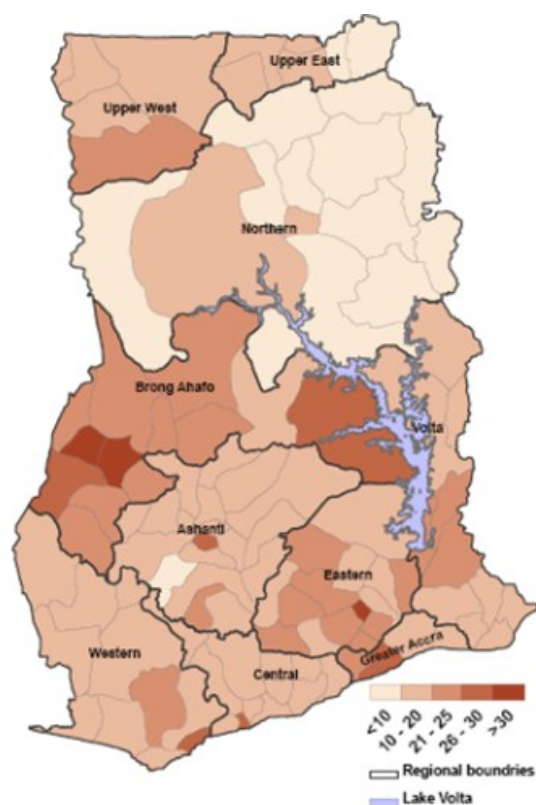 Upper East
Upper West
Northern
Brong Ahafo
Volta
Ashanti
Eastern
Western
Central
Greater Accra
<10
10 - 20
21 - 25
26 - 30
>30
Regional boundries
Lake Volta